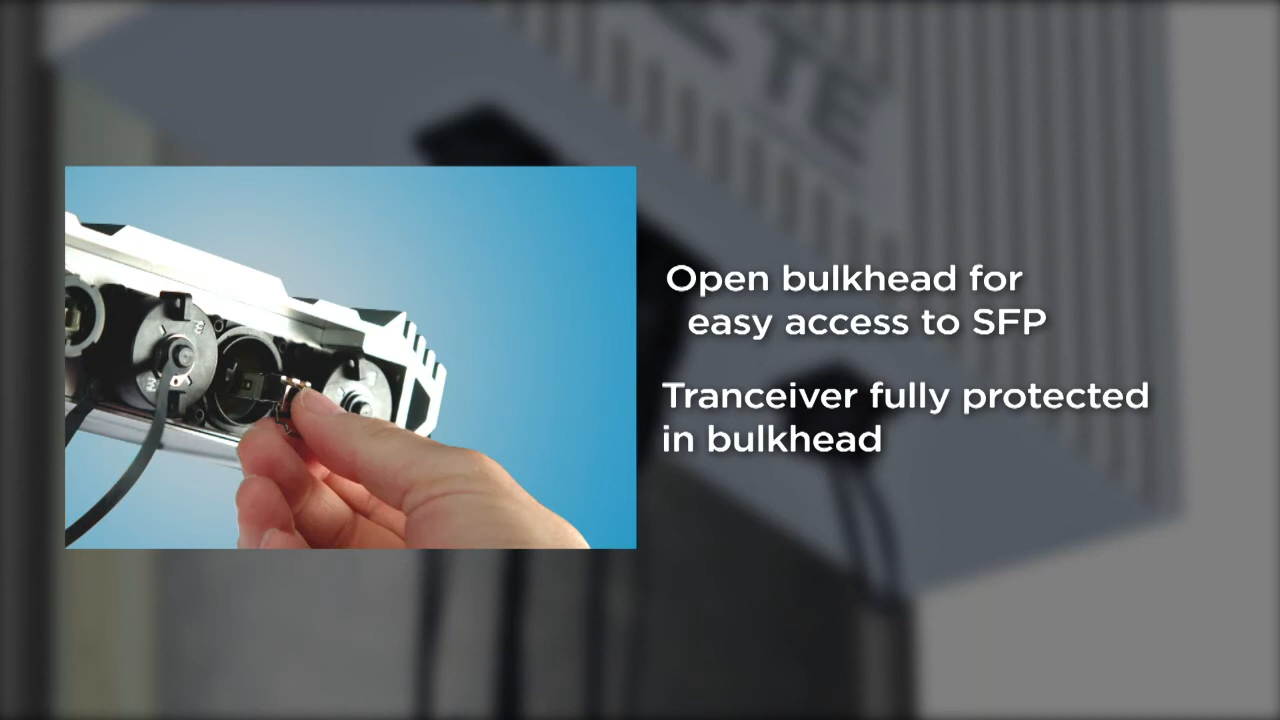 Open bulkhead for
easy access to SFP
Tranceiver fully protected
in bulkhead